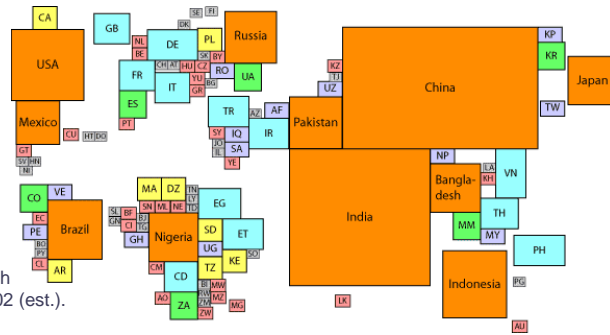 CA
USA
Mexico
CU
HT DO
GT
SV HN
NI
CO
VE
EC
PE
Brazil
BO
PY
CL
AR
h
02 (est.).
GB
SE
FI
DK
NL
BE
DE
PL
Russia
SK
BY
CH
AT
HU
CZ
FR
IT
YU
RO
UA
GR
BG
ES
PT
TR
AZ
AF
SY
IQ
IR
JO
IL
SA
YE
KZ
TJ
UZ
Pakistan
China
KP
KR
Japan
TW
India
NP
Bangla-
desh
LA
KH
VN
MM
TH
MY
PH
Indonesia
PG
LK
AU
MA
DZ
TN
LY
TD
EG
SN
ML
NE
SL
GN
BF
CI
BJ
TG
GH
Nigeria
SD
ET
UG
SO
KE
TZ
CM
CD
BI
RW
ZM
MW
AO
ZA
MZ
MG
ZW